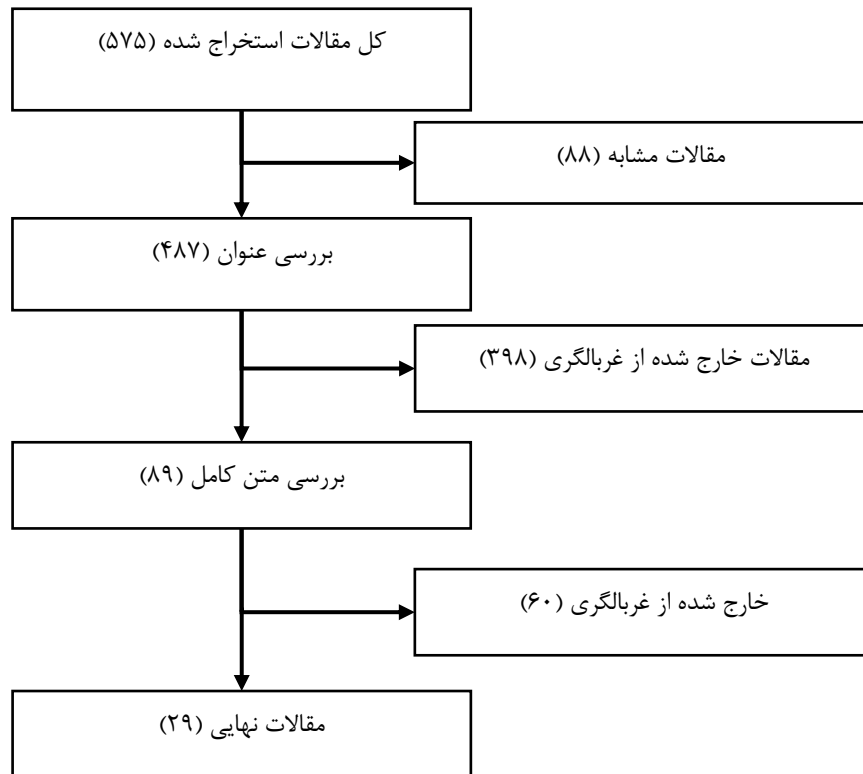 کل مقالات استخراج شده (۵۷۵)
مقالات مشابه (۸۸)
بررسی عنوان (۴۸۷)
مقالات خارج شده از غربالگری (۳۹۸)
بررسی متن کامل (۸۹)
خارج شده از غربالگری (۶۰)
مقالات نهایی (۲۹)